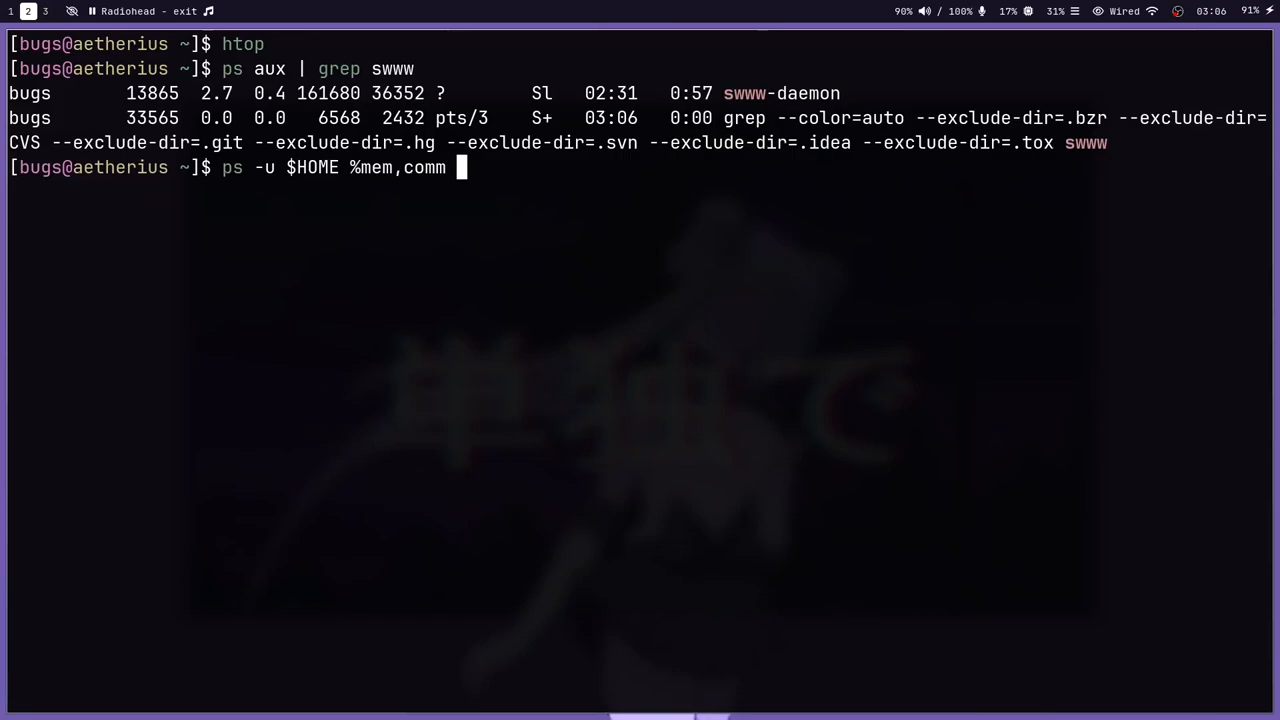 1 2 3 Radiohead - exit 90% / 100% 17% 31% Wired 03:06 91%
[bugs@aetherius ~]$ htop
[bugs@aetherius ~]$ ps aux | grep swww
bugs 13865 2.7 0.4 161680 36352 ? Sl 02:31 0:57 swww-daemon
bugs 33565 0.0 0.0 6568 2432 pts/3 S+ 03:06 0:00 grep --color=auto --exclude-dir=.bzr --exclude-dir=
CVS --exclude-dir=.git --exclude-dir=.hg --exclude-dir=.svn --exclude-dir=.idea --exclude-dir=.tox swww
[bugs@aetherius ~]$ ps -u $HOME %mem,comm
単独で